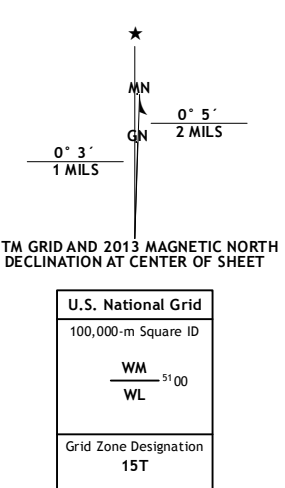 ★
MN
0° 5´
2 MILS
GN
0° 3´
1 MILS
TM GRID AND 2013 MAGNETIC NORTH
DECLINATION AT CENTER OF SHEET
U.S. National Grid
100,000-m Square ID
WM
5100
WL
Grid Zone Designation
15T